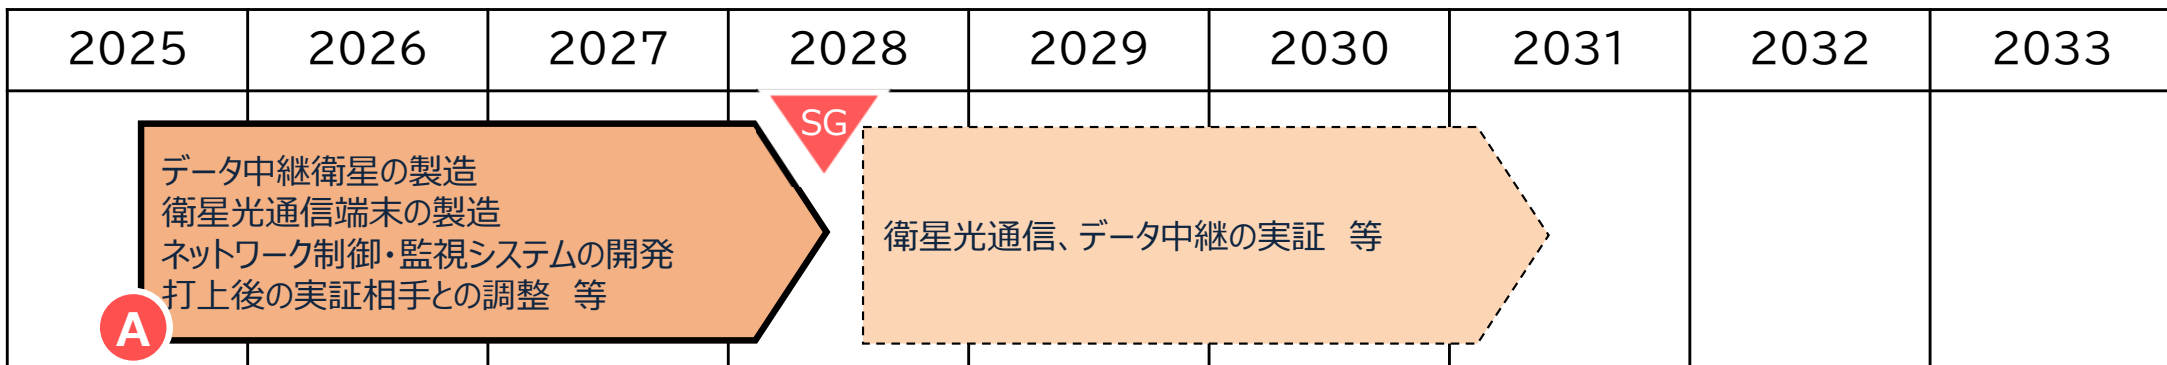 2025 2026 2027 2028 2029 2030 2031 2032 2033
SG
データ中継衛星の製造
衛星光通信端末の製造
ネットワーク制御・監視システムの開発
打上後の実証相手との調整　等
A
衛星光通信、データ中継の実証　等